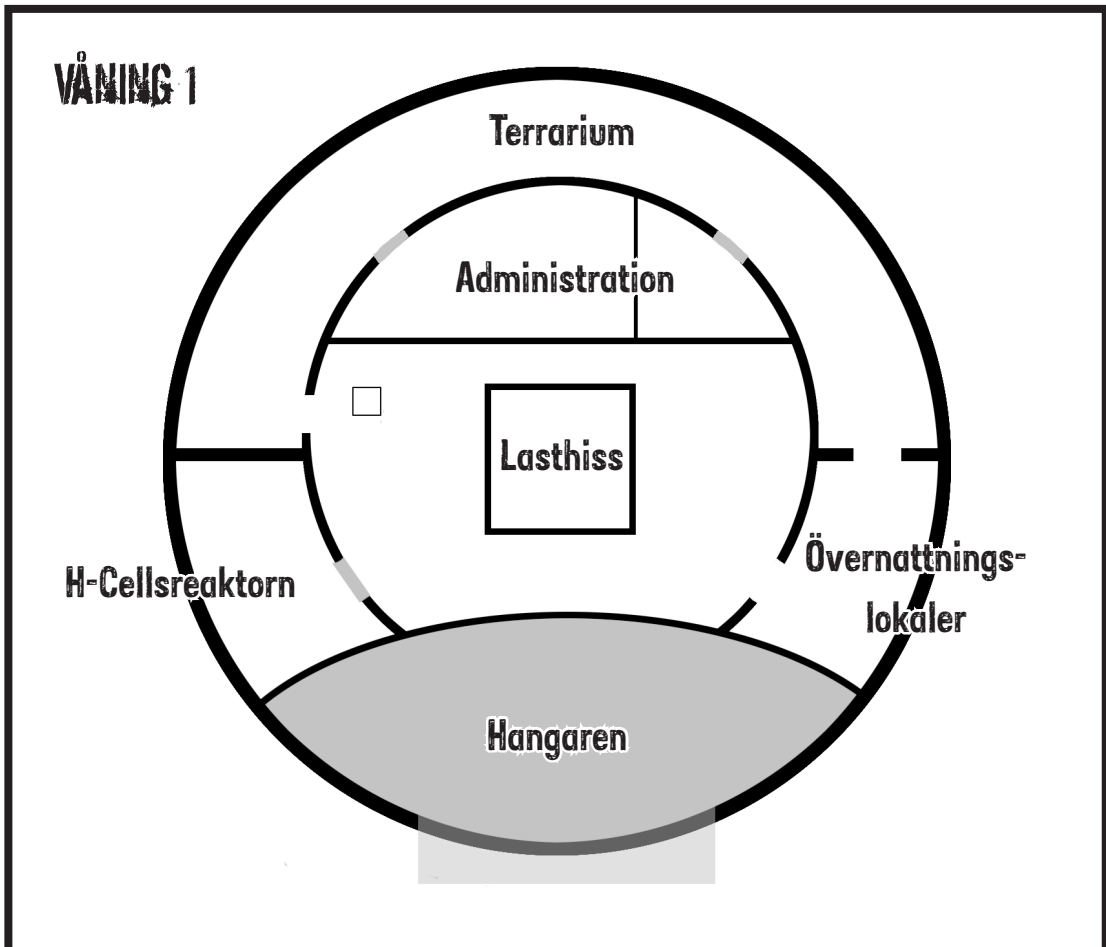 VÅNING 1
Terrarium
Administration
Lasthiss
H-Cellsreaktorn
Övernattnings-
lokaler
Hangaren